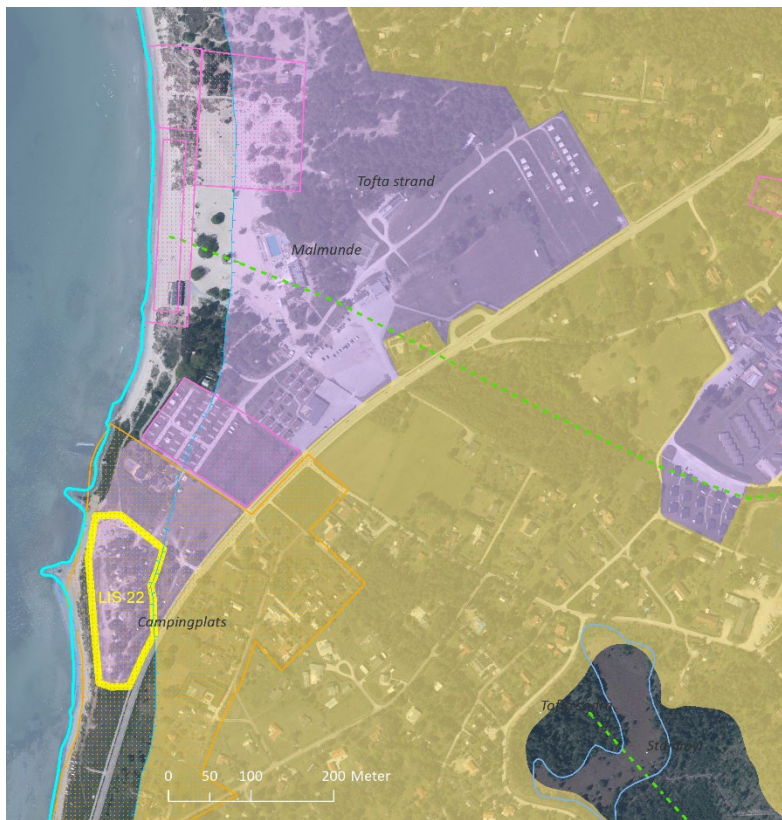 Tofta strand
Malmunde
LIS-22
Campingplats
0 50 100 200 Meter